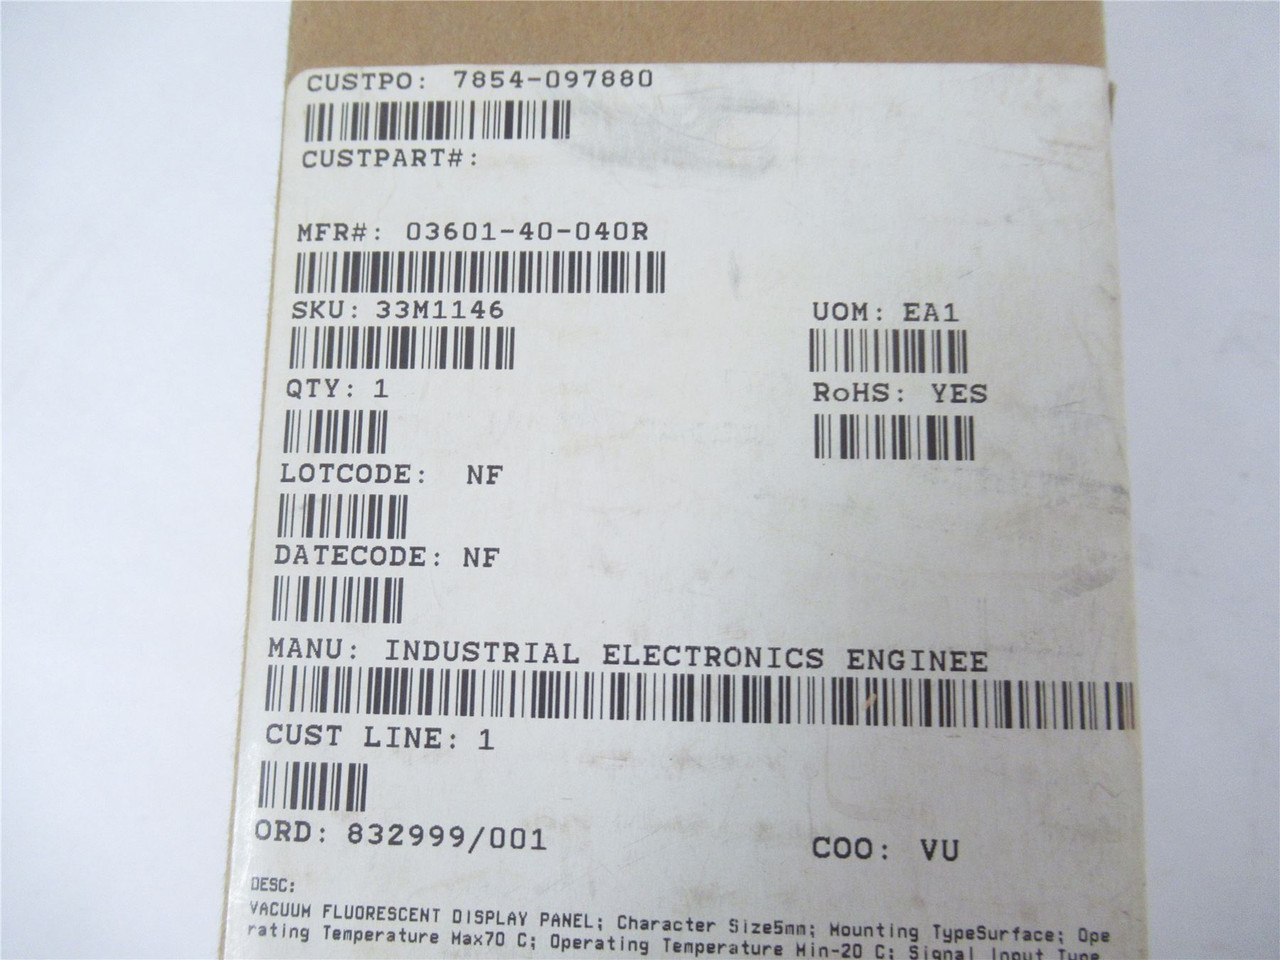 CUSTPO: 7854-097880
CUSTPART#:
MFR#: 03601-40-040R
SKU: 33M1146
UOM: EA1
QTY: 1
RoHS: YES
LOTCODE: NF
DATECODE: NF
MANU: INDUSTRIAL ELECTRONICS ENGINEE
CUST LINE: 1
ORD: 832999/001
COO: VU
DESC:
VACUUM FLUORESCENT DISPLAY PANEL; Character Size5mm; Mounting TypeSurface; Ope
rating Temperature Max70 C; Operating Temperature Min-20 C; Signal Input Type